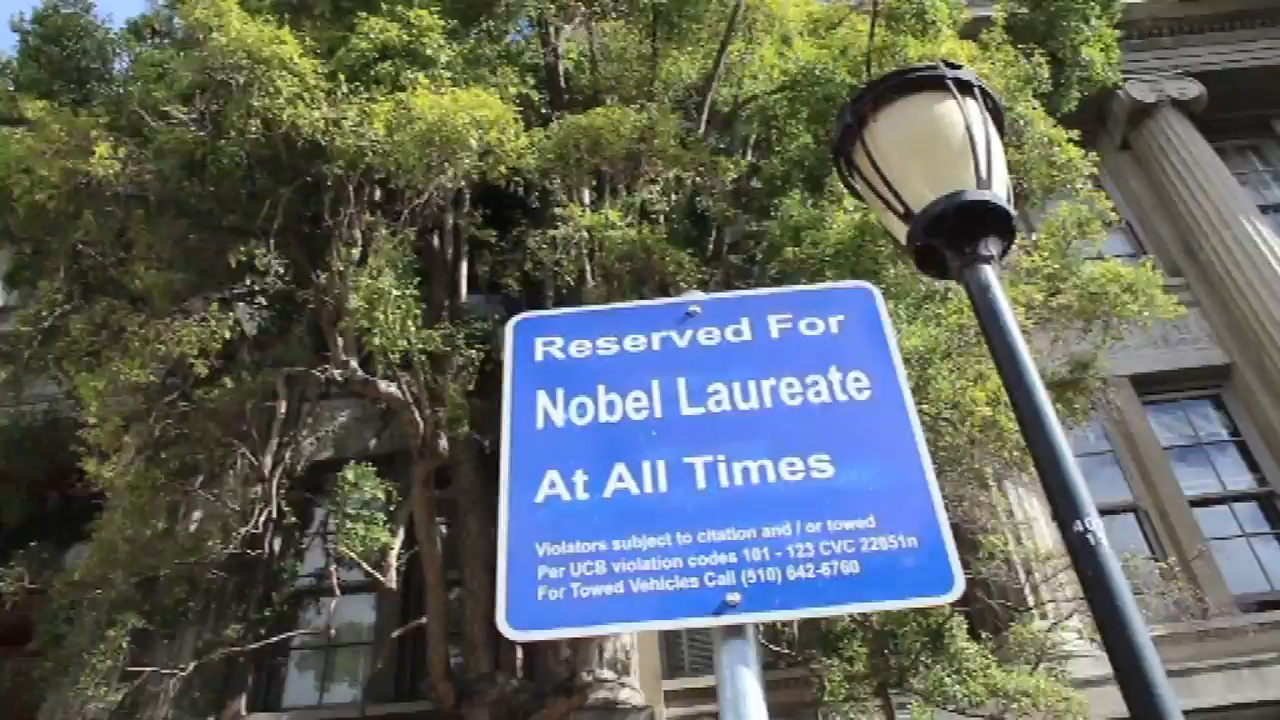 Reserved For
Nobel Laureate
At All Times
Violators subject to citation and / or towed
Per UCB violation codes 101 - 123 CVC 22651n
For Towed Vehicles Call (510) 642-6760